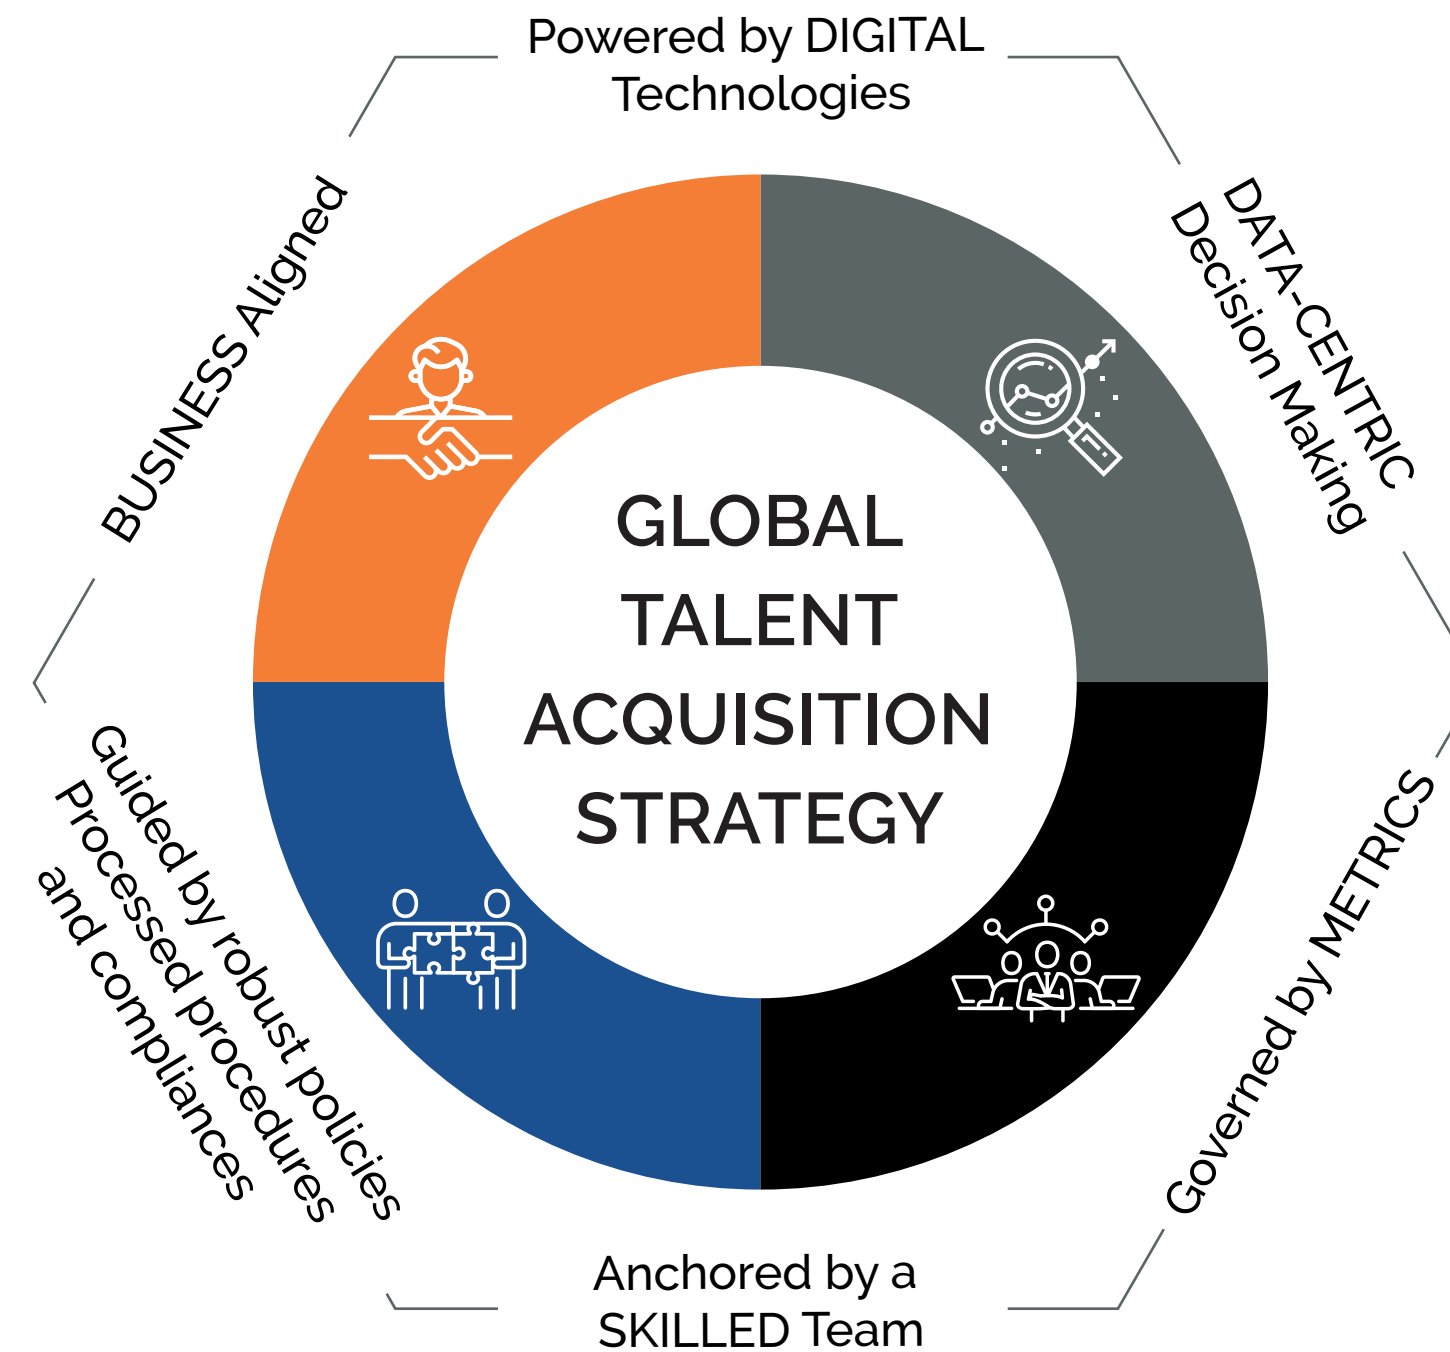 Powered by DIGITAL
Technologies
DATA-CENTRIC
Decision Making
Governed by METRICS
Anchored by a
SKILLED Team
Guided by robust policies
Processed procedures
and compliances
BUSINESS Aligned
GLOBAL
TALENT
ACQUISITION
STRATEGY